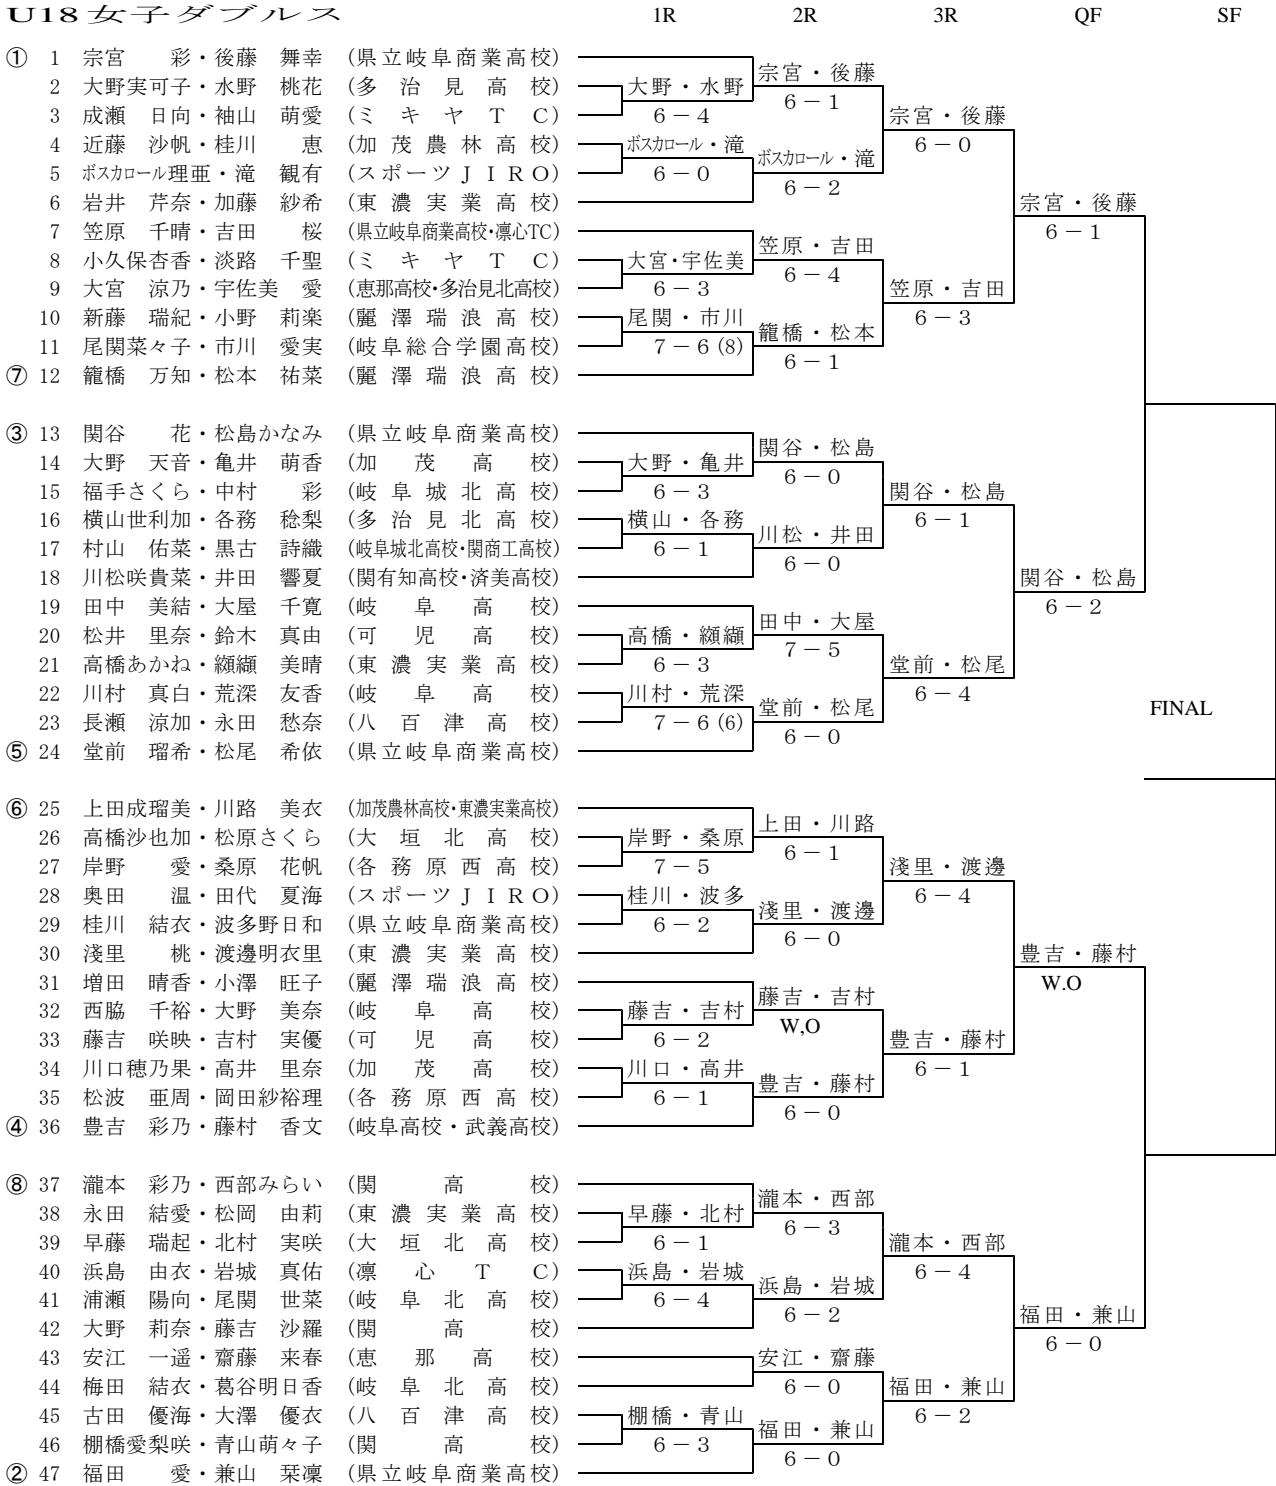 U18女子ダブルス 1R 2R 3R QF SF
① 1 宗宮 彩・後藤 舞幸 (県立岐阜商業高校)
宗宮・後藤
2 大野実可子・水野 桃花 (多治見高校) 大野・水野
6－1
3 成瀬 日向・袖山 萌愛 (ミキヤTC) 6－4 宗宮・後藤
4 近藤 沙帆・桂川 恵 (加茂農林高校) ボスカロール・滝 6－0
ボスカロール・滝
5 ボスカロール理亜・滝 観有 (スポーツJIRO) 6－0
6－2
6 岩井 芹奈・加藤 紗希 (東濃実業高校) 宗宮・後藤
7 笠原 千晴・吉田 桜 (県立岐阜商業高校・凛心TC) 6－1
笠原・吉田
8 小久保杏香・淡路 千聖 (ミキヤTC) 大宮・宇佐美
6－4
9 大宮 涼乃・宇佐美 愛 (恵那高校・多治見北高校) 6－3 笠原・吉田
10 新藤 瑞紀・小野 莉楽 (麗澤瑞浪高校) 尾関・市川 6－3
籠橋・松本
11 尾関菜々子・市川 愛実 (岐阜総合学園高校) 7－6(8)
6－1
⑦ 12 籠橋 万知・松本 祐菜 (麗澤瑞浪高校)
③ 13 関谷 花・松島かなみ (県立岐阜商業高校)
関谷・松島
14 大野 天音・亀井 萌香 (加茂高校) 大野・亀井
6－0
15 福手さくら・中村 彩 (岐阜城北高校) 6－3 関谷・松島
16 横山世利加・各務 稔梨 (多治見北高校) 横山・各務 6－1
川松・井田
17 村山 佑菜・黒古 詩織 (岐阜城北高校・関商工高校) 6－1
6－0
18 川松咲貴菜・井田 響夏 (関有知高校・済美高校) 関谷・松島
19 田中 美結・大屋 千寛 (岐阜高校) 6－2
田中・大屋
20 松井 里奈・鈴木 真由 (可児高校) 高橋・纐纈
7－5
21 高橋あかね・纐纈 美晴 (東濃実業高校) 6－3 堂前・松尾
22 川村 真白・荒深 友香 (岐阜高校) 川村・荒深 6－4
堂前・松尾 FINAL
23 長瀬 涼加・永田 愁奈 (八百津高校) 7－6(6)
6－0
⑤ 24 堂前 瑠希・松尾 希依 (県立岐阜商業高校)
⑥ 25 上田成瑠美・川路 美衣 (加茂農林高校・東濃実業高校)
上田・川路
26 高橋沙也加・松原さくら (大垣北高校) 岸野・桑原
6－1
27 岸野 愛・桑原 花帆 (各務原西高校) 7－5 淺里・渡邊
28 奥田 温・田代 夏海 (スポーツJIRO) 桂川・波多 6－4
淺里・渡邊
29 桂川 結衣・波多野日和 (県立岐阜商業高校) 6－2
6－0
30 淺里 桃・渡邊明衣里 (東濃実業高校) 豊吉・藤村
31 増田 晴香・小澤 旺子 (麗澤瑞浪高校) W.O
藤吉・吉村
32 西脇 千裕・大野 美奈 (岐阜高校) 藤吉・吉村
W,O
33 藤吉 咲映・吉村 実優 (可児高校) 6－2 豊吉・藤村
34 川口穂乃果・高井 里奈 (加茂高校) 川口・高井 6－1
豊吉・藤村
35 松波 亜周・岡田紗裕理 (各務原西高校) 6－1
6－0
④ 36 豊吉 彩乃・藤村 香文 (岐阜高校・武義高校)
⑧ 37 瀧本 彩乃・西部みらい (関高校)
瀧本・西部
38 永田 結愛・松岡 由莉 (東濃実業高校) 早藤・北村
6－3
39 早藤 瑞起・北村 実咲 (大垣北高校) 6－1 瀧本・西部
40 浜島 由衣・岩城 真佑 (凛心TC) 浜島・岩城 6－4
浜島・岩城
41 浦瀬 陽向・尾関 世菜 (岐阜北高校) 6－4
6－2
42 大野 莉奈・藤吉 沙羅 (関高校) 福田・兼山
43 安江 一遥・齋藤 来春 (恵那高校) 安江・齋藤 6－0
44 梅田 結衣・葛谷明日香 (岐阜北高校) 6－0 福田・兼山
45 古田 優海・大澤 優衣 (八百津高校) 棚橋・青山 6－2
福田・兼山
46 棚橋愛梨咲・青山萌々子 (関高校) 6－3
6－0
② 47 福田 愛・兼山 栞凜 (県立岐阜商業高校)